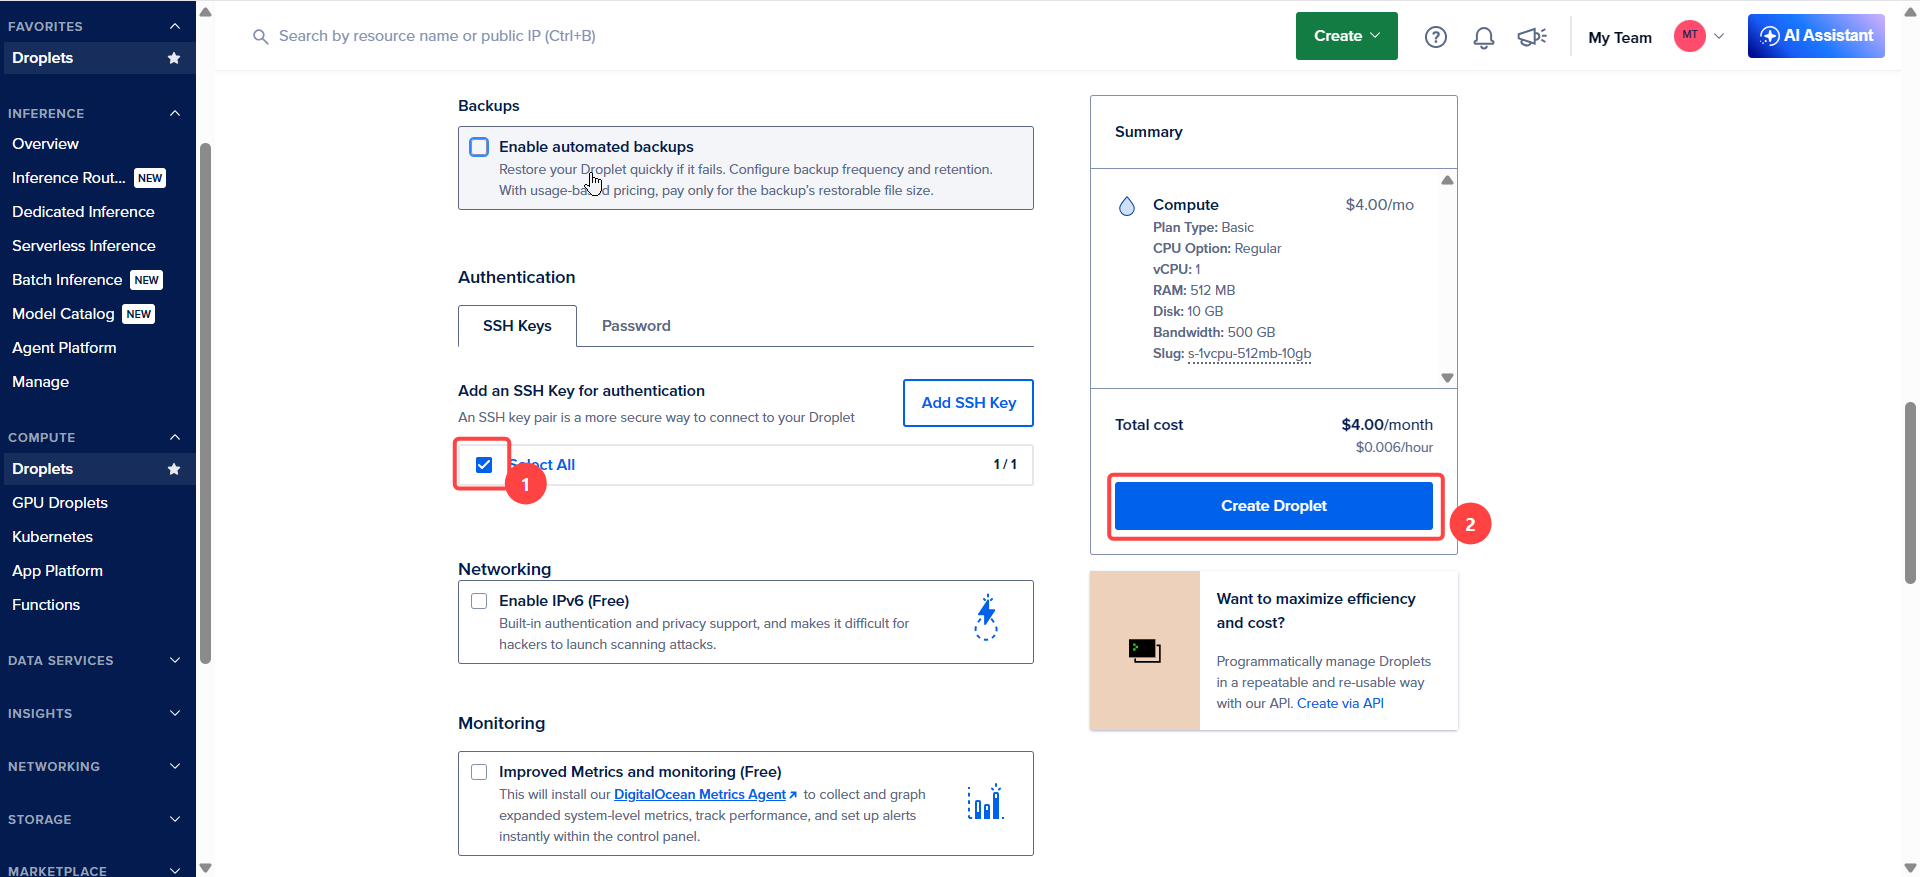 FAVORITES
Droplets
INFERENCE
Overview
Inference Rout... NEW
Dedicated Inference
Serverless Inference
Batch Inference NEW
Model Catalog NEW
Agent Platform
Manage
COMPUTE
Droplets
GPU Droplets
Kubernetes
App Platform
Functions
DATA SERVICES
INSIGHTS
NETWORKING
STORAGE
MARKETPLACE
Search by resource name or public IP (Ctrl+B)
Create
My Team
MT
AI Assistant
Backups
Enable automated backups
Restore your Droplet quickly if it fails. Configure backup frequency and retention.
With usage-based pricing, pay only for the backup's restorable file size.
Authentication
SSH Keys
Password
Add an SSH Key for authentication
An SSH key pair is a more secure way to connect to your Droplet
Add SSH Key
Select All
1 / 1
1
Networking
Enable IPv6 (Free)
Built-in authentication and privacy support, and makes it difficult for
hackers to launch scanning attacks.
Monitoring
Improved Metrics and monitoring (Free)
This will install our DigitalOcean Metrics Agent to collect and graph
expanded system-level metrics, track performance, and set up alerts
instantly within the control panel.
Summary
Compute $4.00/mo
Plan Type: Basic
CPU Option: Regular
vCPU: 1
RAM: 512 MB
Disk: 10 GB
Bandwidth: 500 GB
Slug: s-1vcpu-512mb-10gb
Total cost $4.00/month
$0.006/hour
Create Droplet
2
Want to maximize efficiency
and cost?
Programmatically manage Droplets
in a repeatable and re-usable way
with our API. Create via API